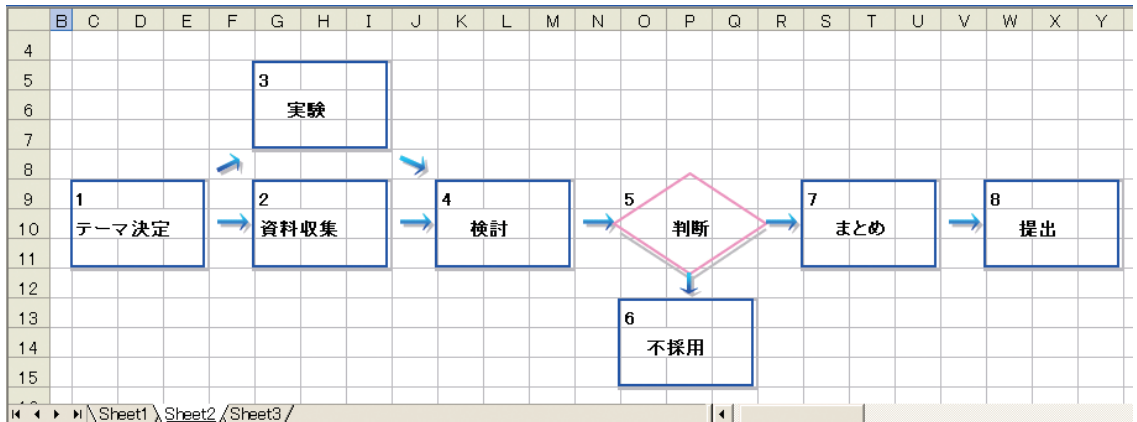 B C D E F G H I J K L M N O P Q R S T U V W X Y
4
5 3
6 実験
7
8
9 1 2 4 5 7 8
10 テーマ決定 資料収集 検討 判断 まとめ 提出
11
12
13 6
14 不採用
15
Sheet1 Sheet2 Sheet3